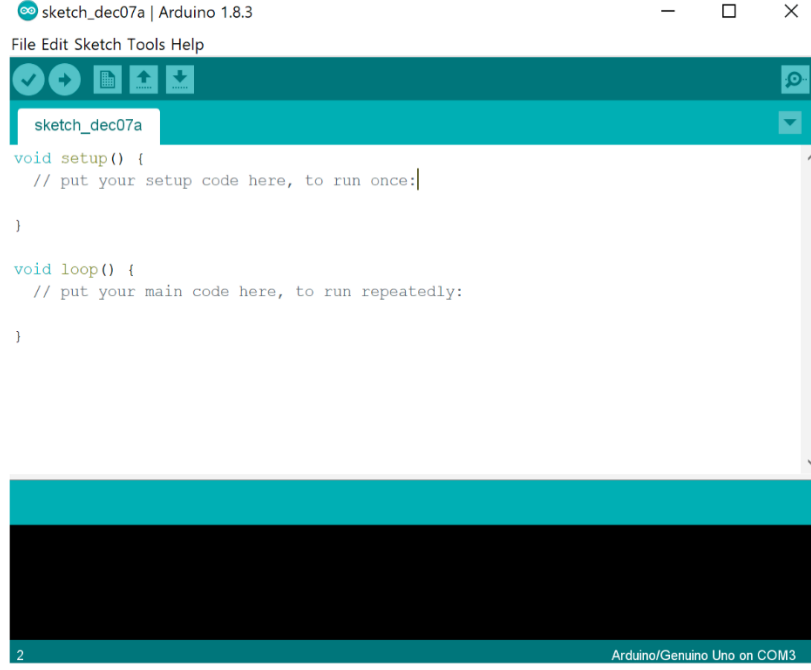 sketch_dec07a | Arduino 1.8.3
File Edit Sketch Tools Help
sketch_dec07a
void setup() {
  // put your setup code here, to run once:
}
void loop() {
  // put your main code here, to run repeatedly:
}
2 Arduino/Genuino Uno on COM3